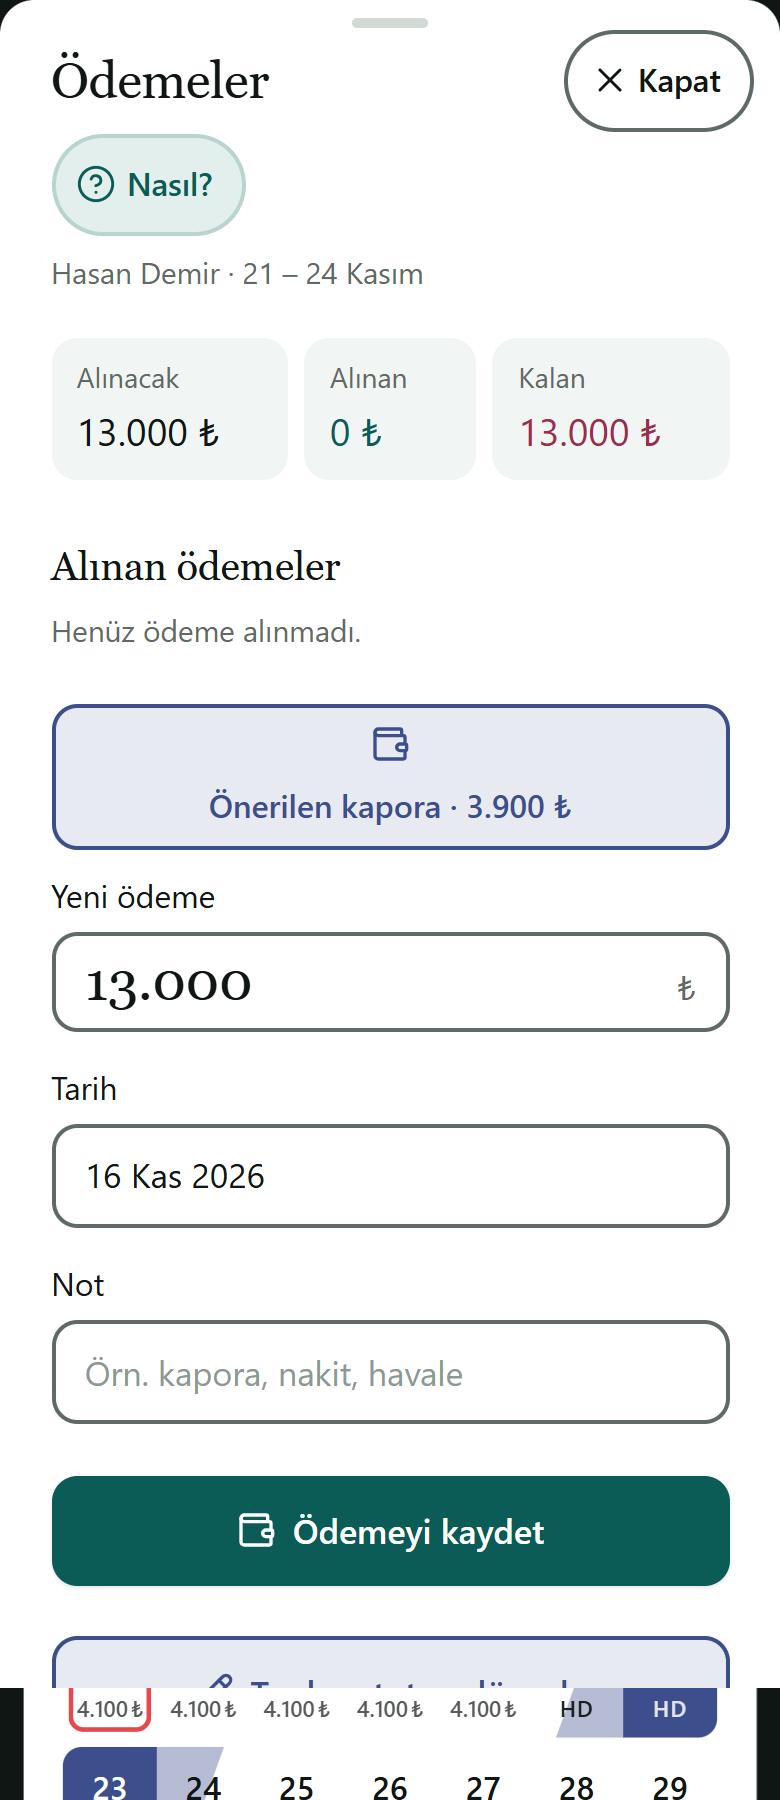 Ödemeler
Kapat
Nasıl?
Hasan Demir · 21 – 24 Kasım
Alınacak
13.000 ₺
Alınan
0 ₺
Kalan
13.000 ₺
Alınan ödemeler
Henüz ödeme alınmadı.
Önerilen kapora · 3.900 ₺
Yeni ödeme
13.000 ₺
Tarih
16 Kas 2026
Not
Örn. kapora, nakit, havale
Ödemeyi kaydet
4.100 ₺ 4.100 ₺ 4.100 ₺ 4.100 ₺ 4.100 ₺ HD HD
23 24 25 26 27 28 29